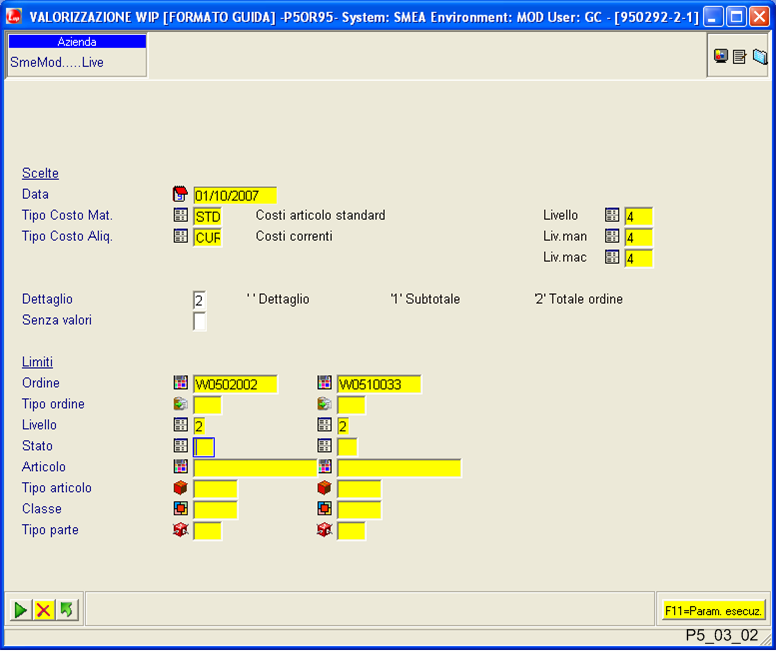 VALORIZZAZIONE WIP [FORMATO GUIDA] -P5OR95- System: SMEA Environment: MOD User: GC - [950292-2-1]
Azienda
SmeMod.....Live
Scelte
Data 01/10/2007
Tipo Costo Mat. STD Costi articolo standard Livello 4
Tipo Costo Aliq. CUR Costi correnti Liv.man 4
Liv.mac 4
Dettaglio 2 ' ' Dettaglio '1' Subtotale '2' Totale ordine
Senza valori
Limiti
Ordine W0502002 W0510033
Tipo ordine
Livello 2 2
Stato
Articolo
Tipo articolo
Classe
Tipo parte
F11=Param. esecuz.
P5_03_02